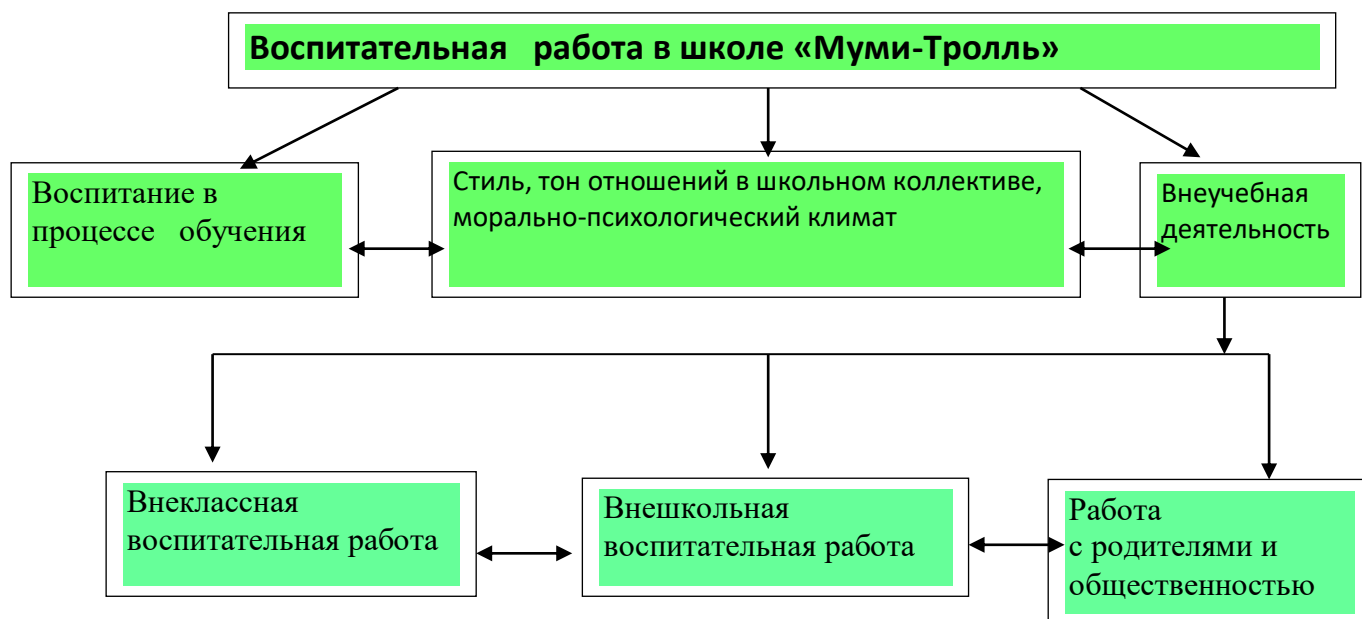 Воспитательная работа в школе «Муми-Тролль»
Воспитание в
процессе обучения
Стиль, тон отношений в школьном коллективе,
морально-психологический климат
Внеучебная
деятельность
Внеклассная
воспитательная работа
Внешкольная
воспитательная работа
Работа
с родителями и
общественностью